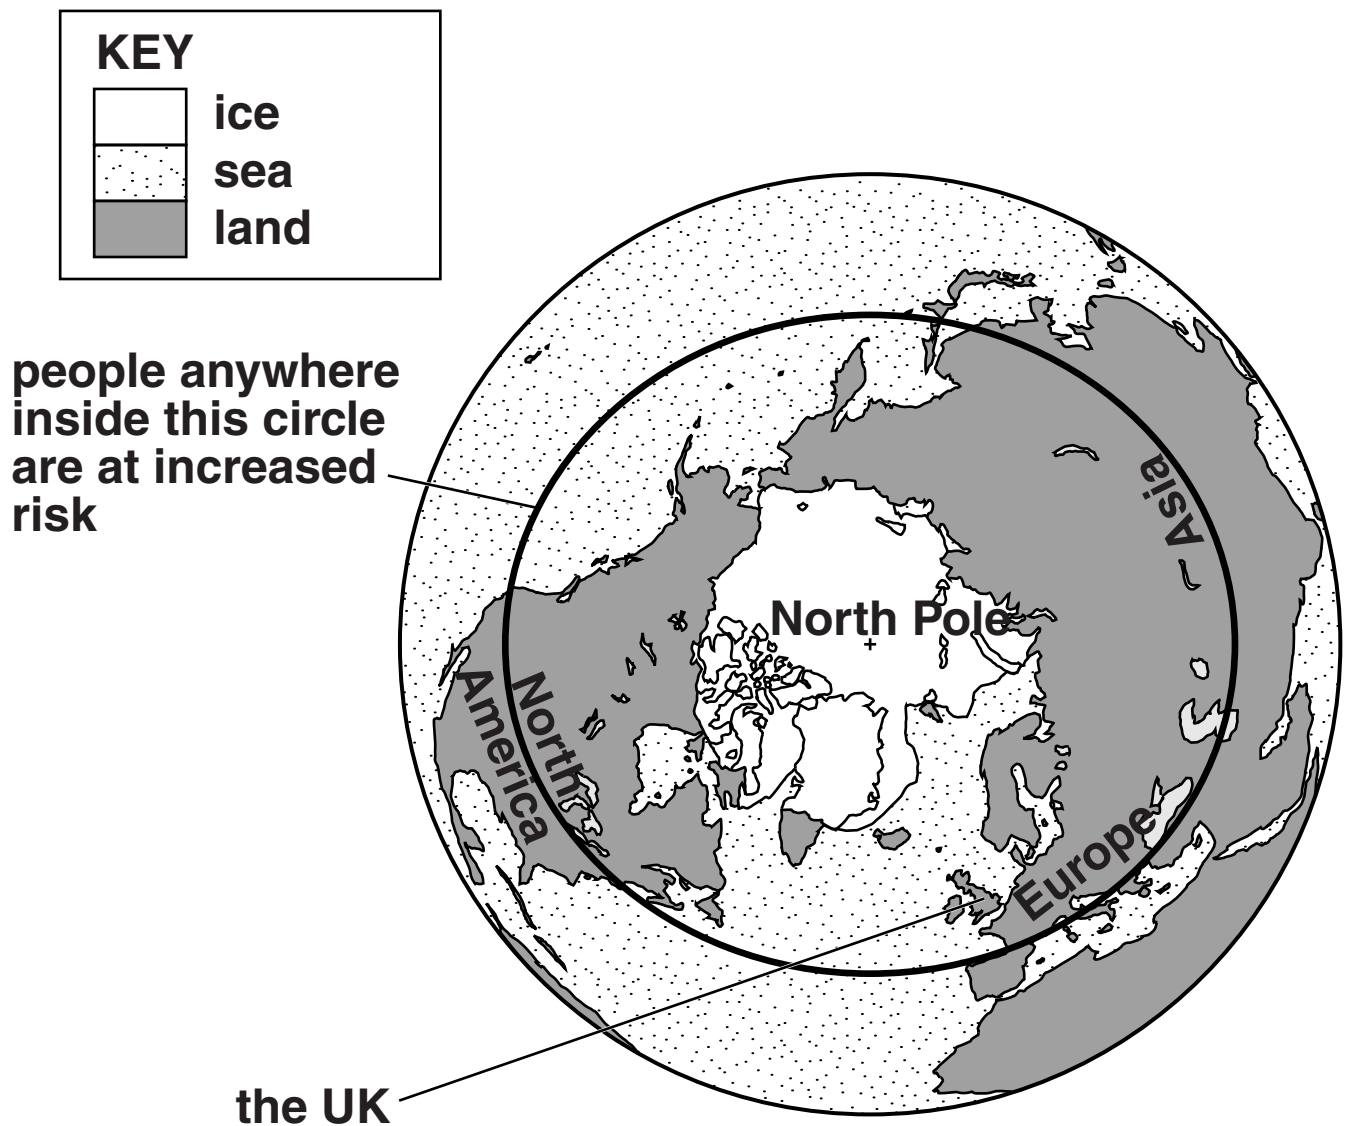 KEY
ice
sea
land
people anywhere
inside this circle
are at increased
risk
Asia
North Pole
North
America
Europe
the UK